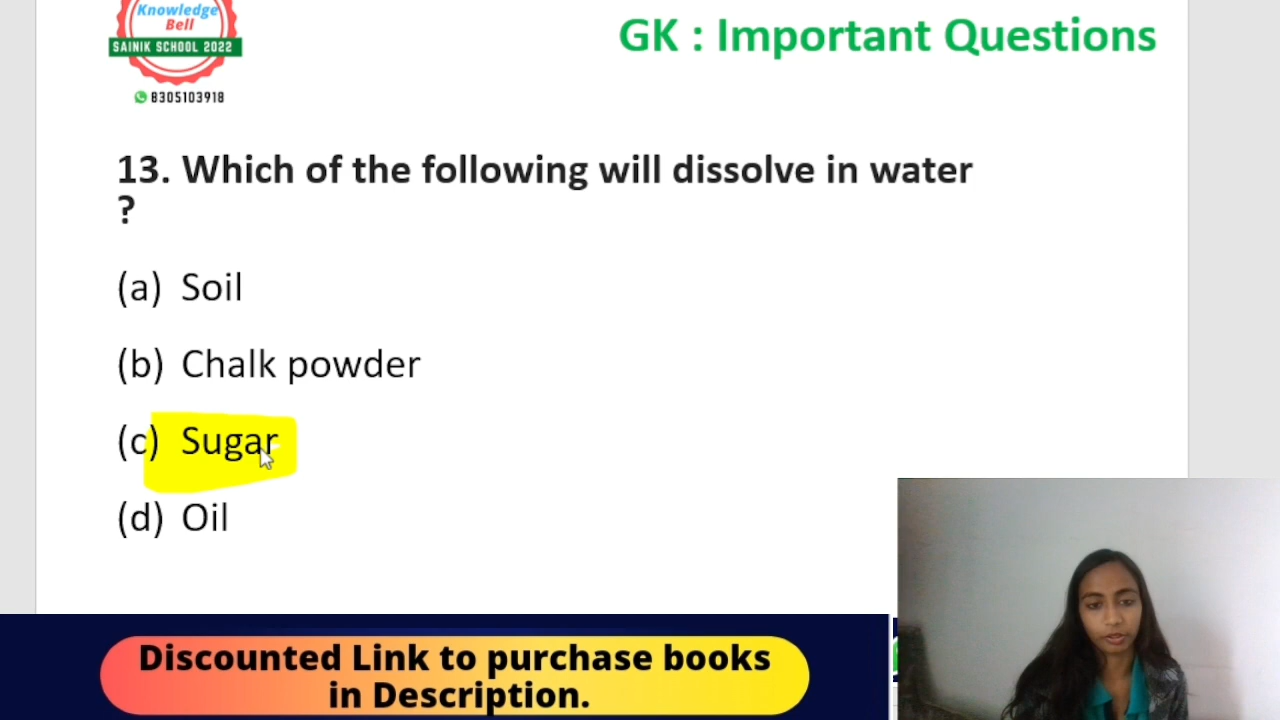 Knowledge
Bell
SAINIK SCHOOL 2022
8305103918
GK : Important Questions
13. Which of the following will dissolve in water
?
(a) Soil
(b) Chalk powder
(c) Sugar
(d) Oil
Discounted Link to purchase books
in Description.